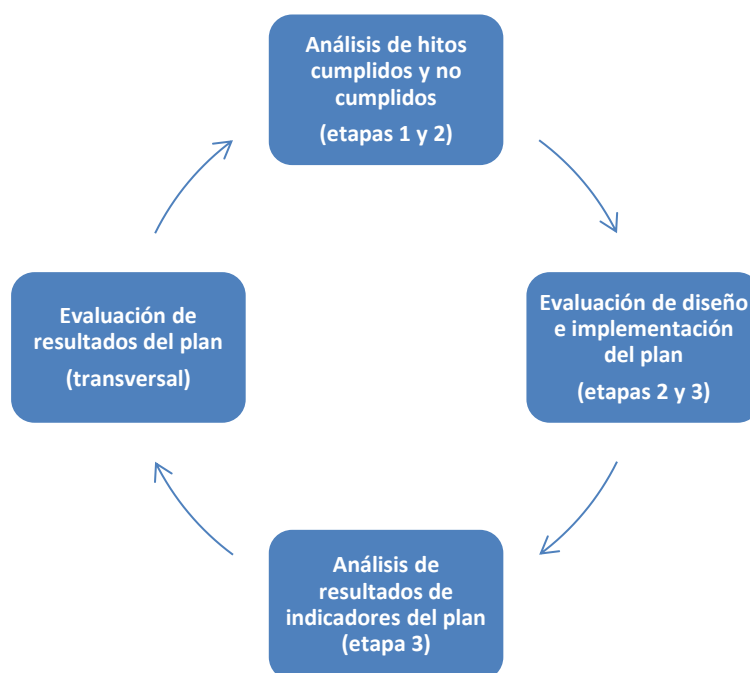 Análisis de hitos
cumplidos y no
cumplidos
(etapas 1 y 2)
Evaluación de diseño
e implementación
del plan
(etapas 2 y 3)
Análisis de
resultados de
indicadores del plan
(etapa 3)
Evaluación de
resultados del plan
(transversal)